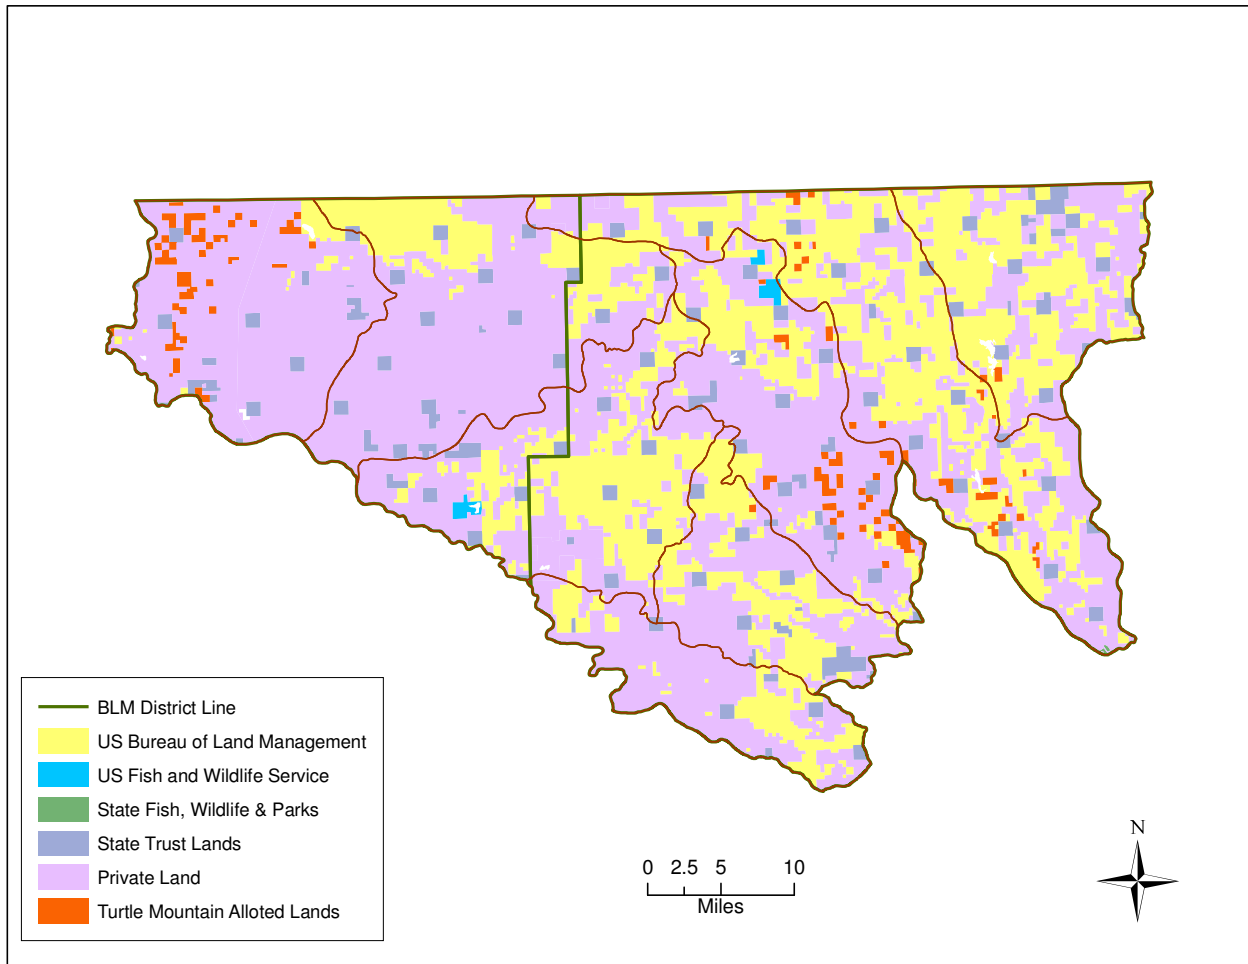 BLM District Line
US Bureau of Land Management
US Fish and Wildlife Service
State Fish, Wildlife & Parks
State Trust Lands
Private Land
Turtle Mountain Alloted Lands
0 2.5 5 10
Miles
N